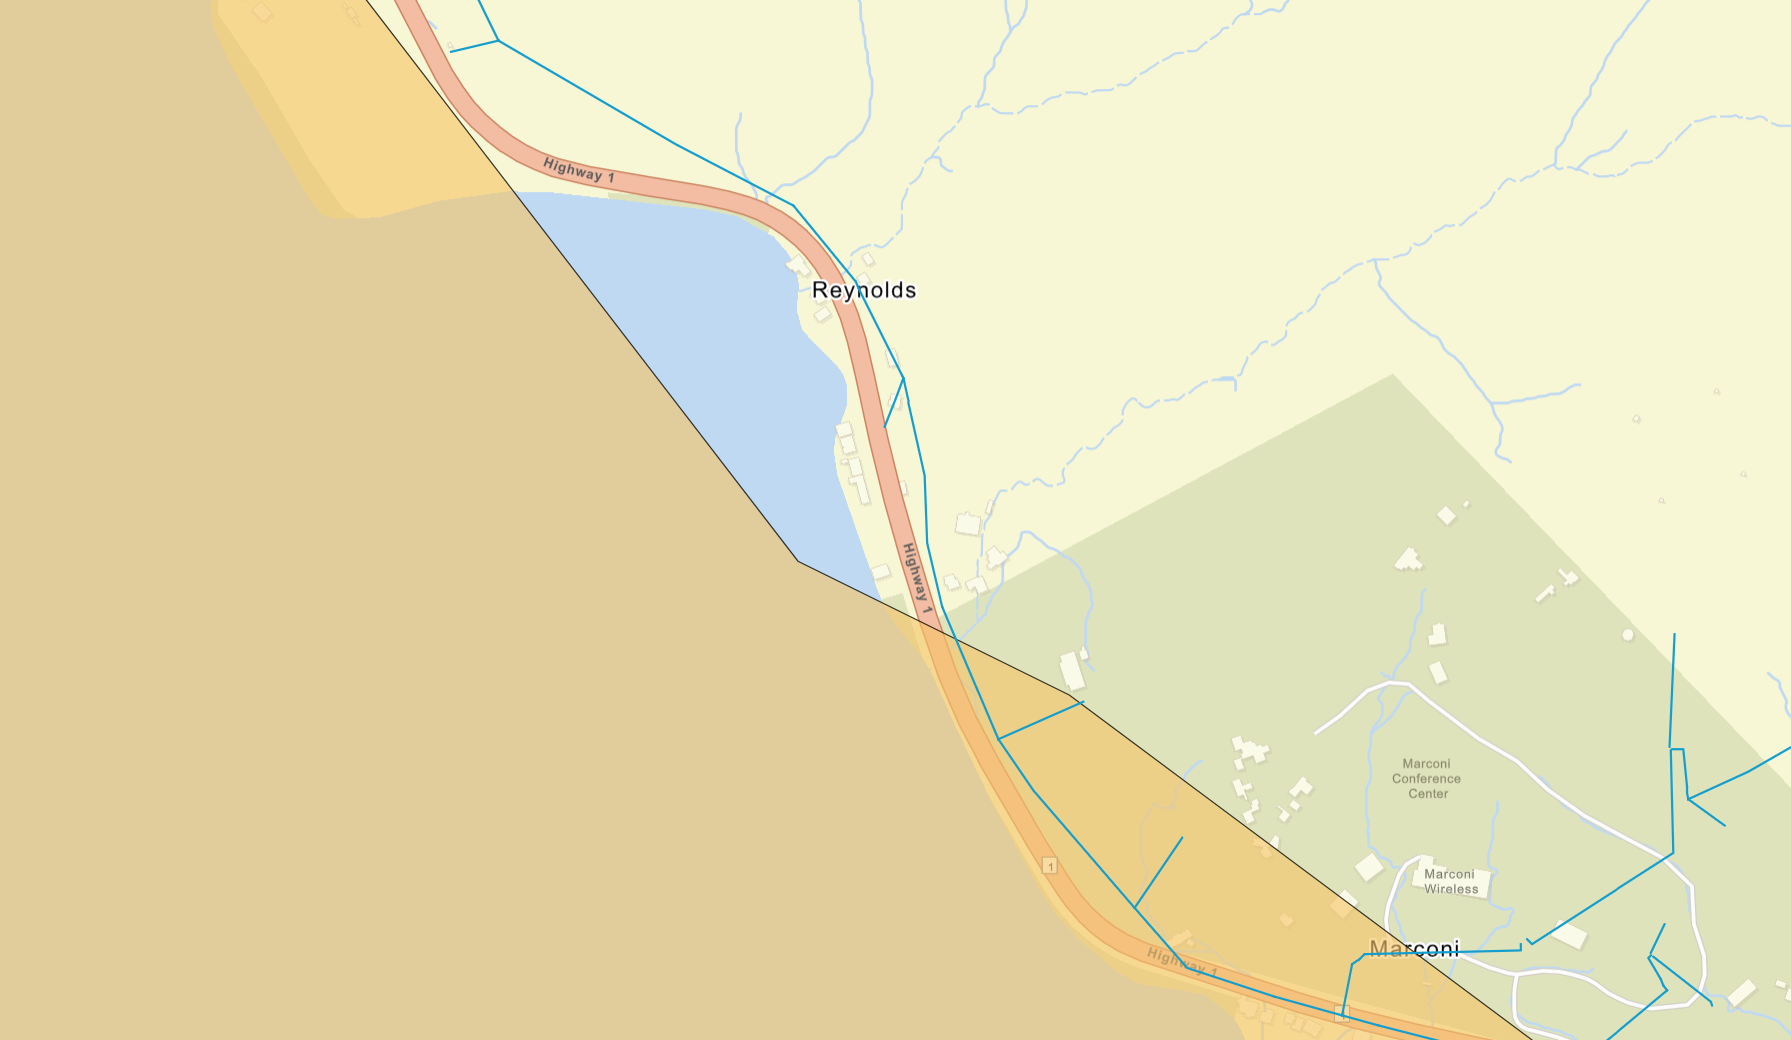 Highway 1
Reynolds
Highway 1
Marconi
Conference
Center
1
Marconi
Wireless
Marconi
Highway 1